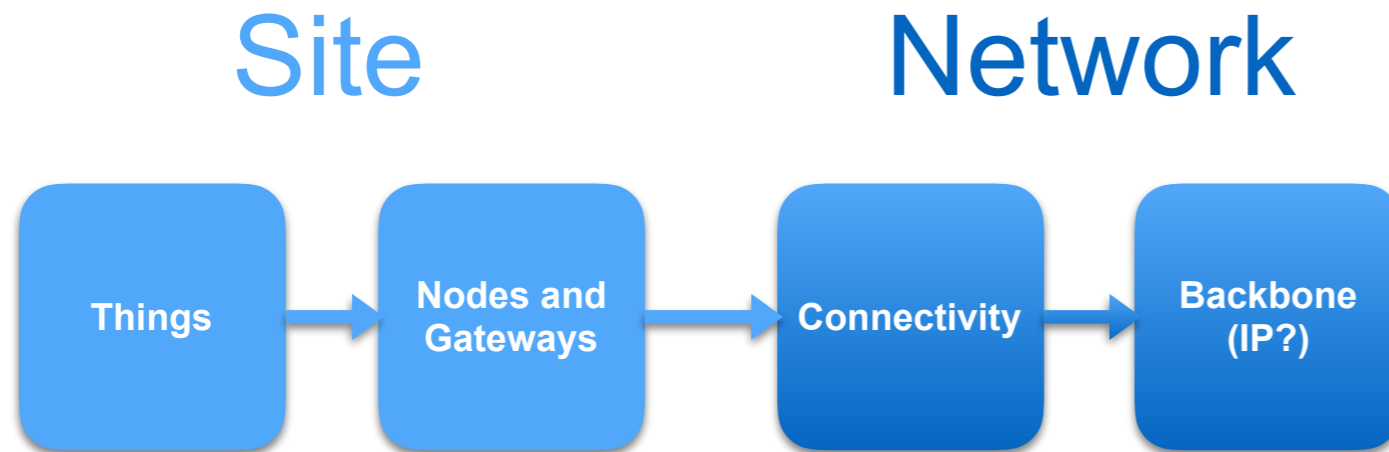 Site
Network
Things
Nodes and
Gateways
Connectivity
Backbone
(IP?)